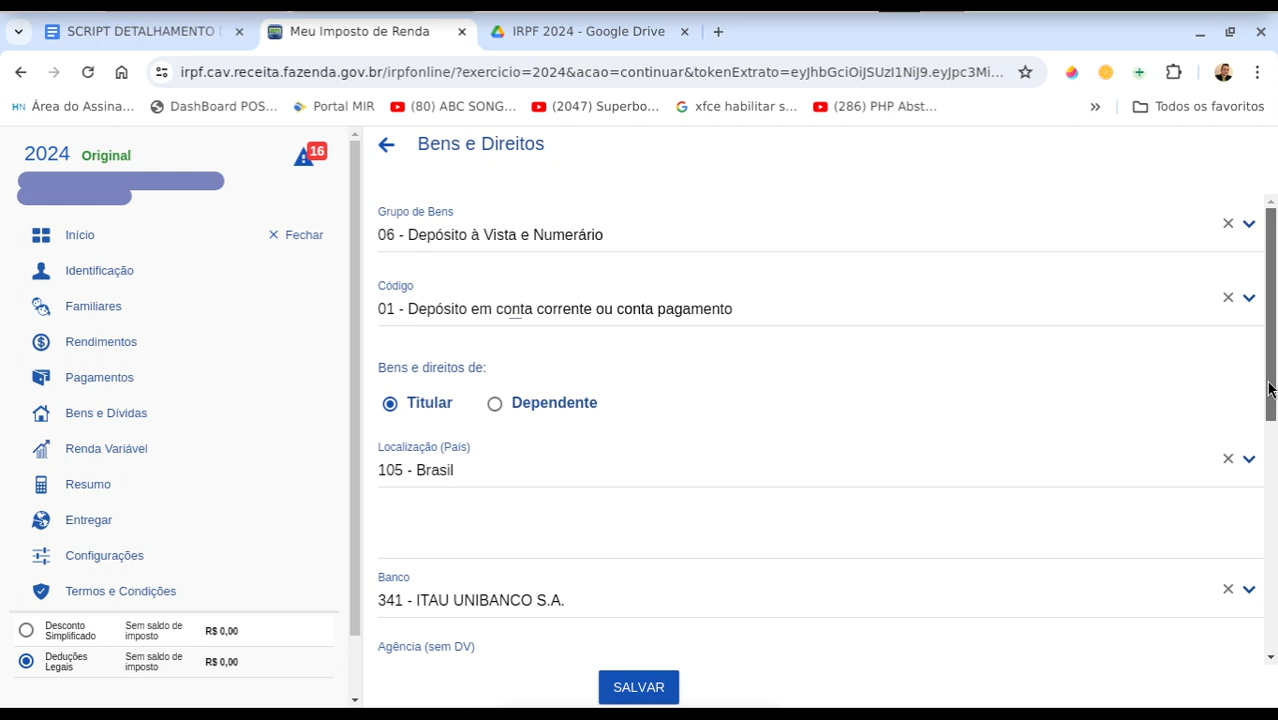 SCRIPT DETALHAMENTO
Meu Imposto de Renda
IRPF 2024 - Google Drive
irpf.cav.receita.fazenda.gov.br/irpfonline/?exercicio=2024&acao=continuar&tokenExtrato=eyJhbGciOiJSUzI1NiJ9.eyJpc3Mi...
Área do Assina...
DashBoard POS...
Portal MIR
(80) ABC SONG...
(2047) Superbo...
xfce habilitar s...
(286) PHP Abst...
»
Todos os favoritos
2024 Original
16
Início
Fechar
Identificação
Familiares
Rendimentos
Pagamentos
Bens e Dívidas
Renda Variável
Resumo
Entregar
Configurações
Termos e Condições
Desconto Simplificado
Sem saldo de imposto
R$ 0,00
Deduções Legais
Sem saldo de imposto
R$ 0,00
Bens e Direitos
Grupo de Bens
06 - Depósito à Vista e Numerário
Código
01 - Depósito em conta corrente ou conta pagamento
Bens e direitos de:
Titular
Dependente
Localização (País)
105 - Brasil
Banco
341 - ITAU UNIBANCO S.A.
Agência (sem DV)
SALVAR